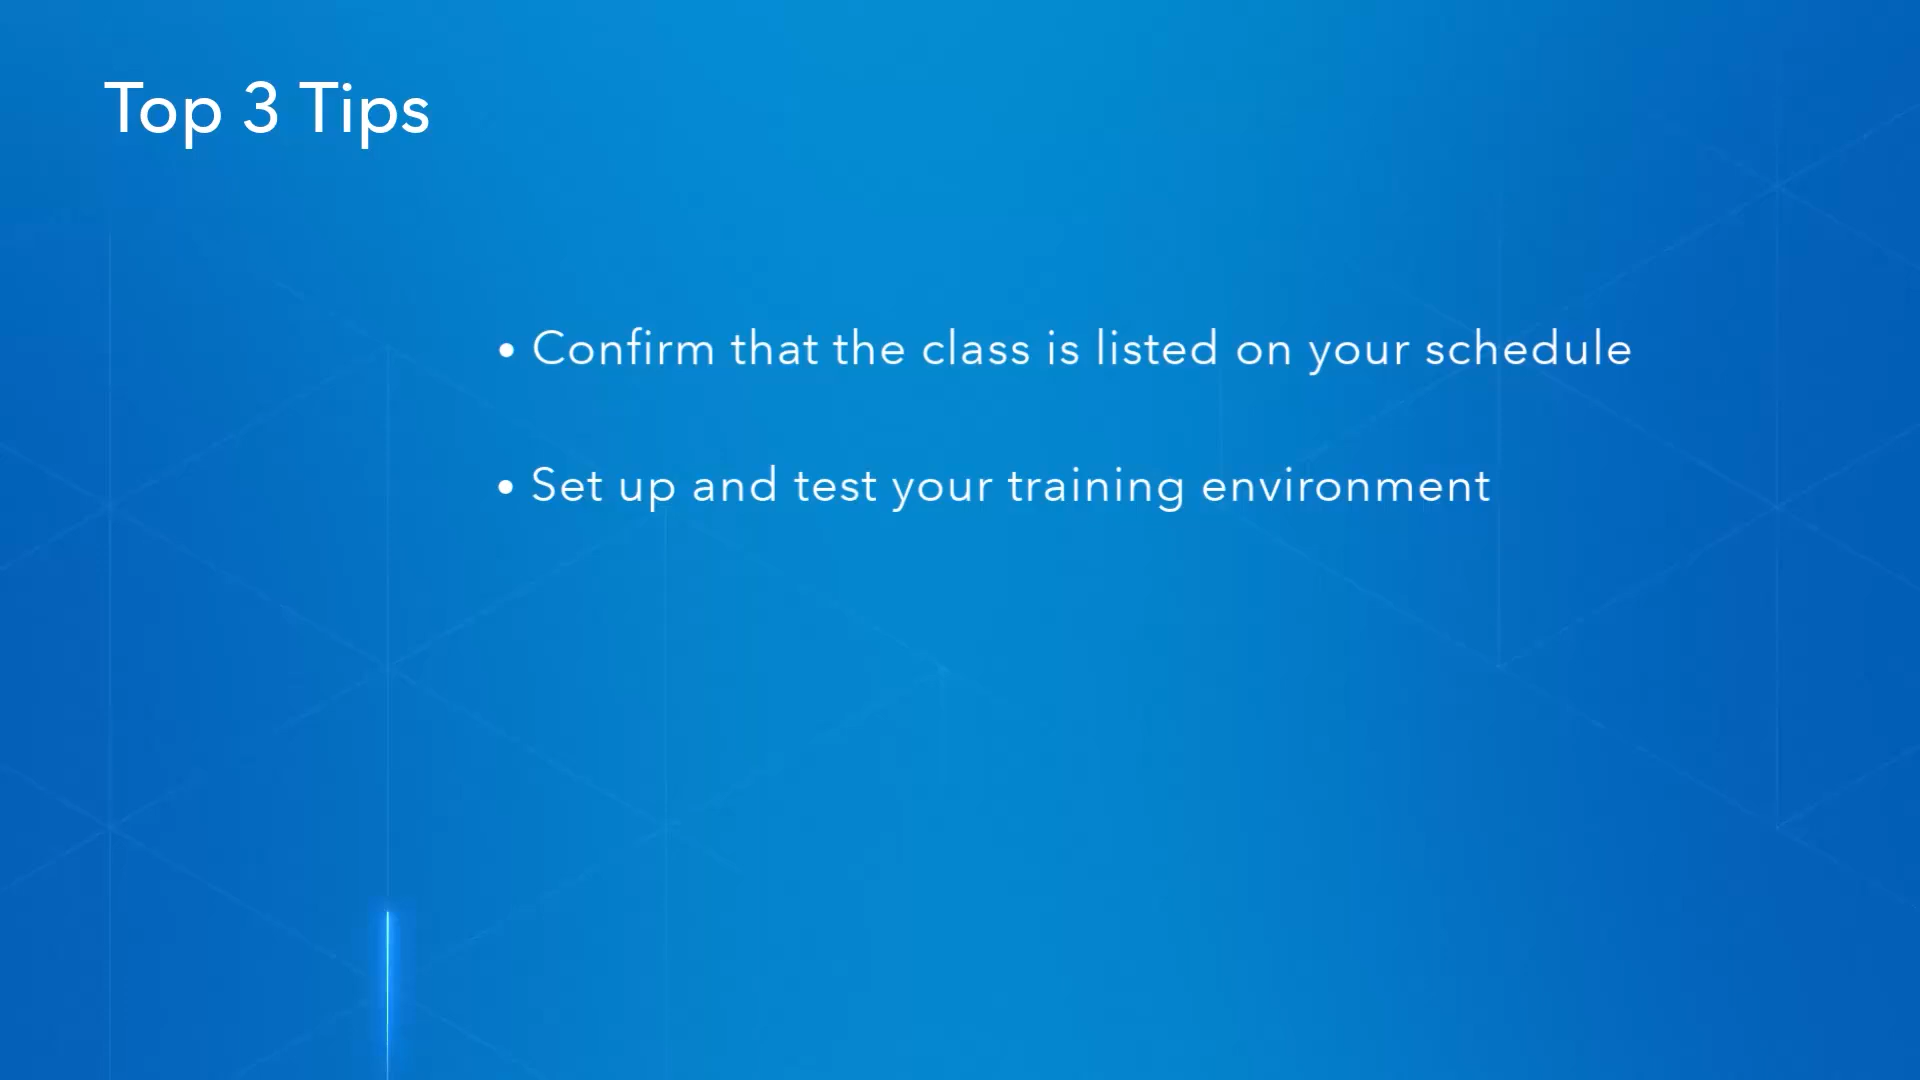 Top 3 Tips
• Confirm that the class is listed on your schedule
• Set up and test your training environment